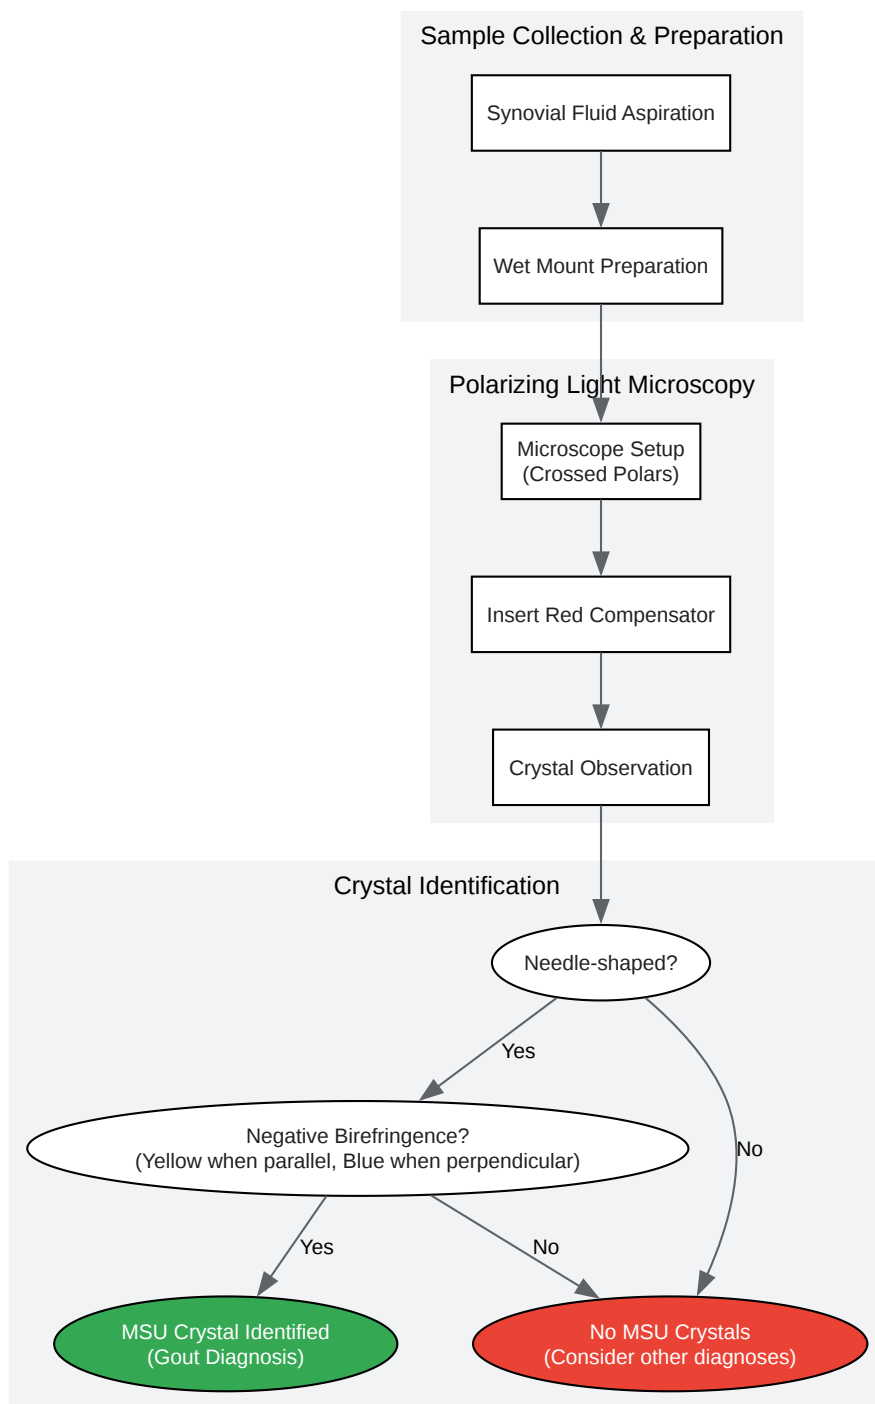 Sample Collection & Preparation
Synovial Fluid Aspiration
Wet Mount Preparation
Polarizing Light Microscopy
Microscope Setup
(Crossed Polars)
Insert Red Compensator
Crystal Observation
Crystal Identification
Needle-shaped?
Yes
Negative Birefringence?
(Yellow when parallel, Blue when perpendicular)
No
Yes
No
MSU Crystal Identified
(Gout Diagnosis)
No MSU Crystals
(Consider other diagnoses)